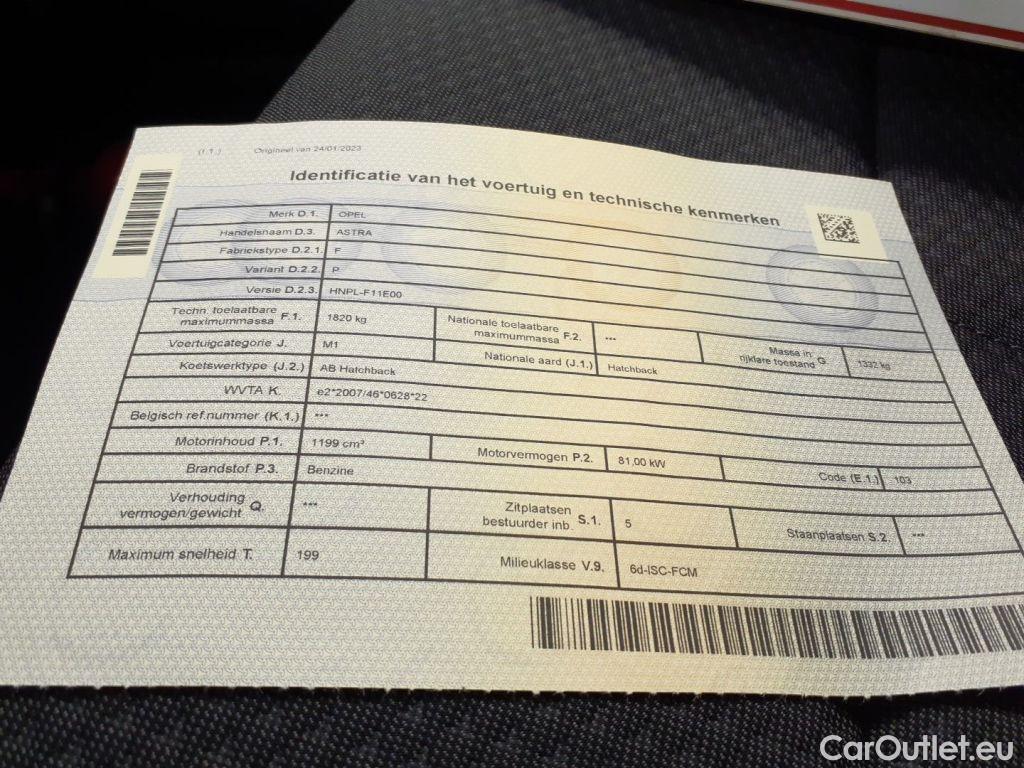 (I.1.) Origineel van 24/01/2023
Identificatie van het voertuig en technische kenmerken
Merk D.1. OPEL
Handelsnaam D.3. ASTRA
Fabriekstype D.2.1. F
Variant D.2.2. P
Versie D.2.3. HNPL-F11E00
Techn. toelaatbare
maximummassa F.1. 1820 kg Nationale toelaatbare
maximummassa F.2. *** Massa in
rijklare toestand G 1332 kg
Voertuigcategorie J. M1 Nationale aard (J.1.) Hatchback
Koetswerktype (J.2.) AB Hatchback
WVTA K. e2*2007/46*0628*22
Belgisch ref.nummer (K.1.) ***
Motorinhoud P.1. 1199 cm³ Motorvermogen P.2. 81,00 kW Code (E.1.) 103
Brandstof P.3. Benzine
Verhouding
vermogen/gewicht Q. *** Zitplaatsen
bestuurder inb. S.1. 5 Staanplaatsen S.2. ***
Maximum snelheid T. 199 Milieuklasse V.9. 6d-ISC-FCM
CarOutlet.eu